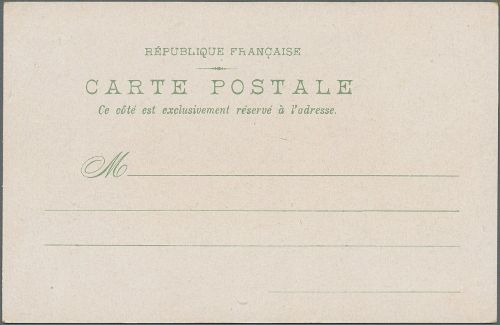 RÉPUBLIQUE FRANÇAISE
CARTE POSTALE
Ce côté est exclusivement réservé à l'adresse.
M